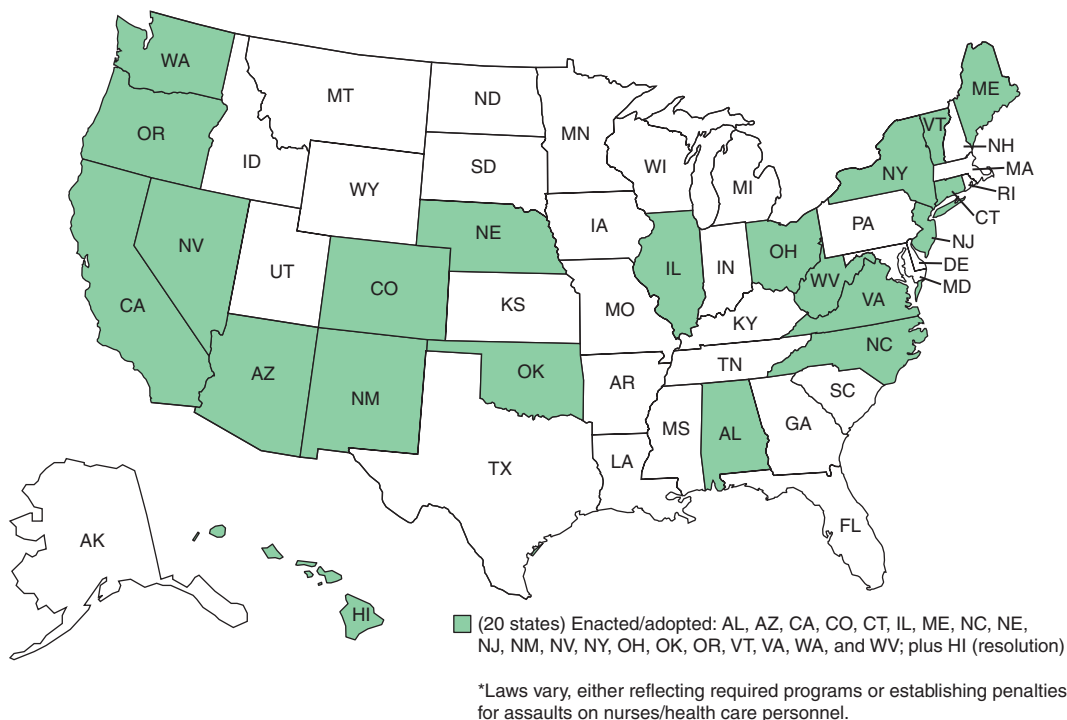 WA
MT
ND
MN
ME
VT
NH
OR
ID
SD
WI
MI
NY
MA
RI
CT
WY
NE
IA
PA
NJ
NV
UT
CO
IL
IN
OH
WV
DE
MD
CA
KS
MO
KY
VA
AZ
NM
OK
AR
TN
NC
SC
TX
LA
MS
AL
GA
FL
AK
HI
(20 states) Enacted/adopted: AL, AZ, CA, CO, CT, IL, ME, NC, NE,
NJ, NM, NV, NY, OH, OK, OR, VT, VA, WA, and WV; plus HI (resolution)
*Laws vary, either reflecting required programs or establishing penalties
for assaults on nurses/health care personnel.